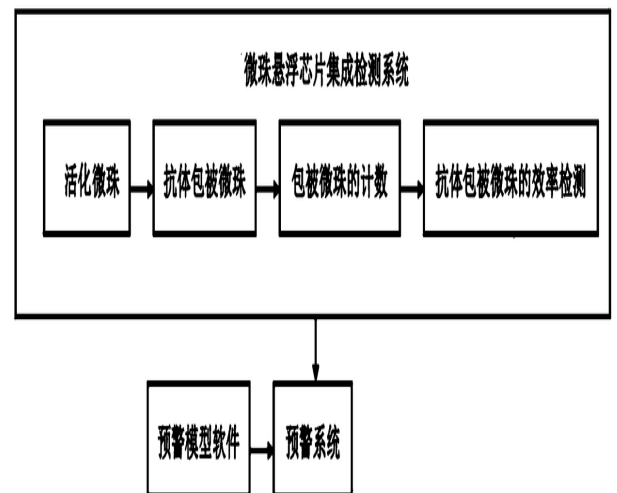 微珠悬浮芯片集成检测系统
活化微珠
抗体包被微珠
包被微珠的计数
抗体包被微珠的效率检测
预警模型软件
预警系统